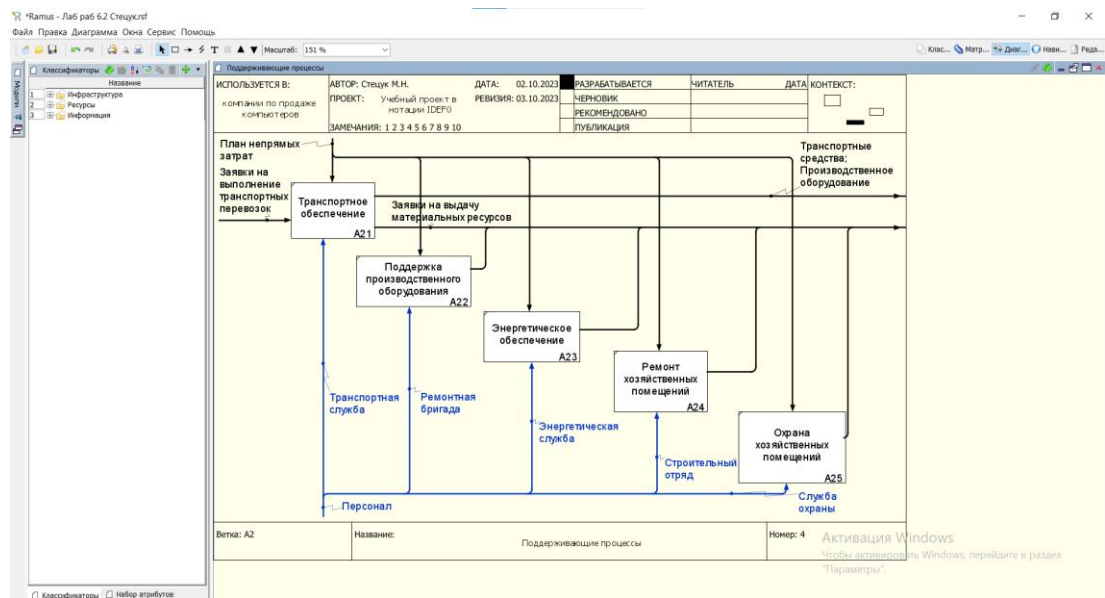 *Ramus - Лаб раб 6.2 Стецук.rsf
Файл Правка Диаграмма Окна Сервис Помощь
Масштаб: 151 %
Клас... Матр... Диаг... Нави... Реда...
Модели
Классификаторы
Название
1 Инфраструктура
2 Ресурсы
3 Информация
Классификаторы Набор атрибутов
Поддерживающие процессы
ИСПОЛЬЗУЕТСЯ В:
компании по продаже
компьютеров
АВТОР: Стецук М.Н.
ПРОЕКТ: Учебный проект в
нотации IDEF0
ЗАМЕЧАНИЯ: 1 2 3 4 5 6 7 8 9 10
ДАТА: 02.10.2023
РЕВИЗИЯ: 03.10.2023
РАЗРАБАТЫВАЕТСЯ
ЧЕРНОВИК
РЕКОМЕНДОВАНО
ПУБЛИКАЦИЯ
ЧИТАТЕЛЬ
ДАТА
КОНТЕКСТ:
План непрямых
затрат
Заявки на
выполнение
транспортных
перевозок
Транспортные
средства;
Производственное
оборудование
Транспортное
обеспечение
A21
Заявки на выдачу
материальных ресурсов
Поддержка
производственного
оборудования
A22
Энергетическое
обеспечение
A23
Ремонт
хозяйственных
помещений
A24
Охрана
хозяйственных
помещений
A25
Транспортная
служба
Ремонтная
бригада
Энергетическая
служба
Строительный
отряд
Служба
охраны
Персонал
Ветка: A2
Название:
Поддерживающие процессы
Номер: 4
Активация Windows
Чтобы активировать Windows, перейдите в раздел
"Параметры".